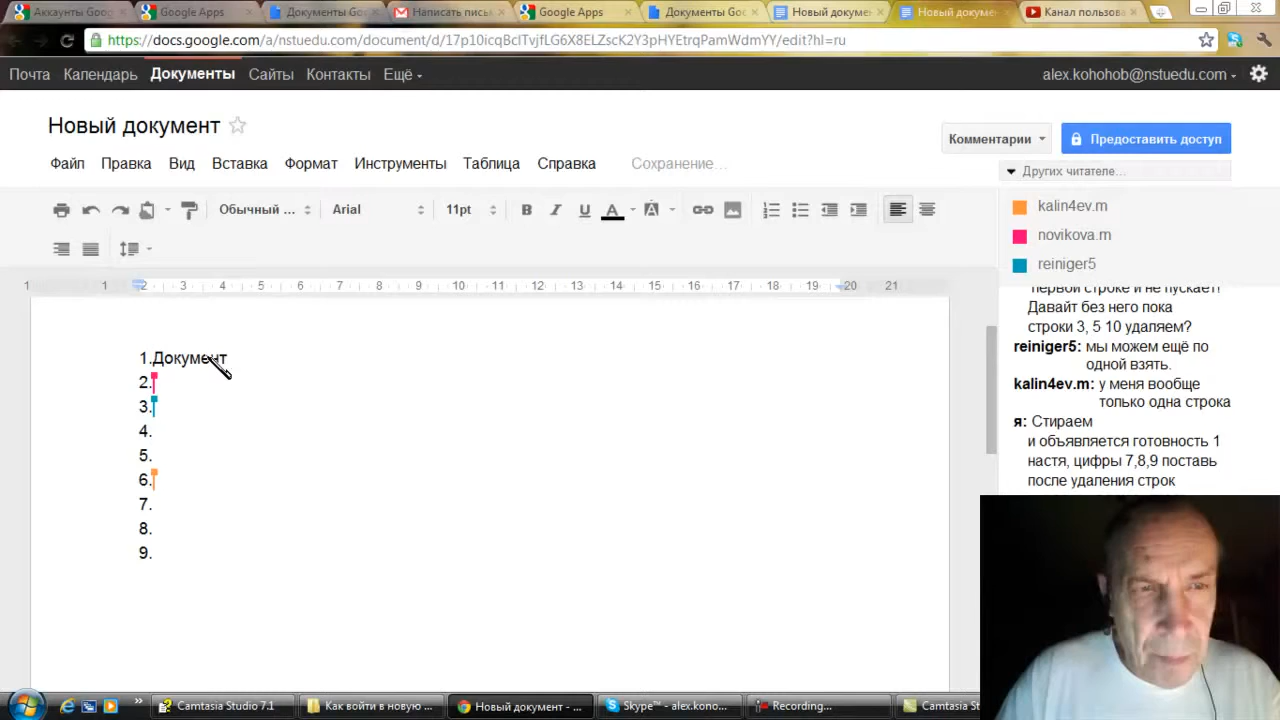 Аккаунты Goo
Google Apps
Документы Goo
Написать пись
Google Apps
Документы Goo
Новый докуме
Новый докуме
Канал пользова
https://docs.google.com/a/nstuedu.com/document/d/17p10icqBcITvjfLG6X8ELZscK2Y3pHYEtrqPamWdmYY/edit?hl=ru
Почта Календарь Документы Сайты Контакты Ещё
alex.kohohob@nstuedu.com
Новый документ
Комментарии
Предоставить доступ
Файл Правка Вид Вставка Формат Инструменты Таблица Справка Сохранение...
Других читателе...
Обычный ... Arial 11pt B I U A
kalin4ev.m
novikova.m
reiniger5
1 1 2 3 4 5 6 7 8 9 10 11 12 13 14 15 16 17 18 19 20 21
1.Документ
2.
3.
4.
5.
6.
7.
8.
9.
первой строке и не пускает!
Давайт без него пока
строки 3, 5 10 удаляем?
reiniger5: мы можем ещё по
одной взять.
kalin4ev.m: у меня вообще
только одна строка
я: Стираем
и объявляется готовность 1
настя, цифры 7,8,9 поставь
после удаления строк
Camtasia Studio 7.1
Как войти в новую ...
Новый документ - ...
Skype™ - alex.kono...
Recording...
Camtasia Stu